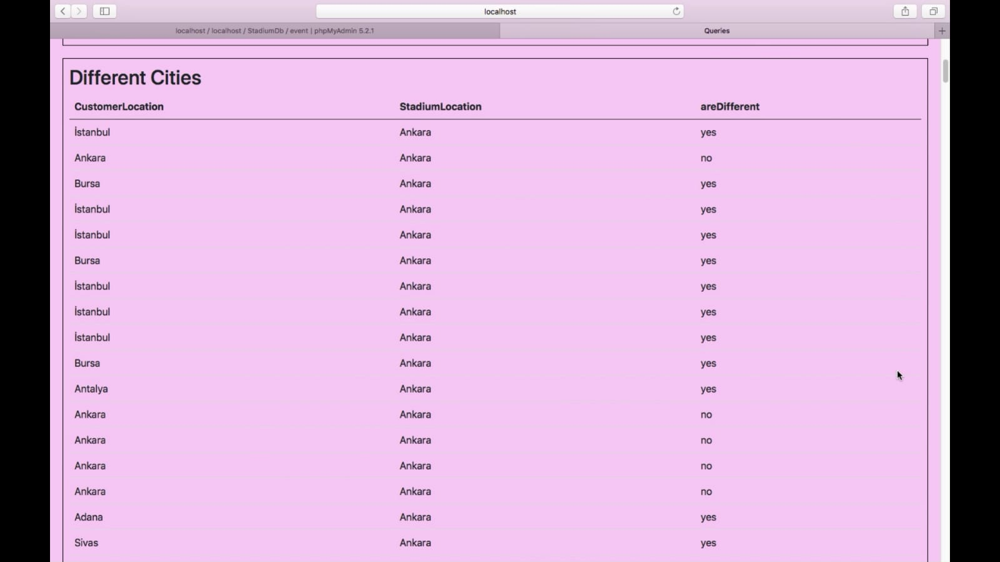 localhost
localhost / localhost / StadiumDb / event | phpMyAdmin 5.2.1
Queries
Different Cities
CustomerLocation StadiumLocation areDifferent
İstanbul Ankara yes
Ankara Ankara no
Bursa Ankara yes
İstanbul Ankara yes
İstanbul Ankara yes
Bursa Ankara yes
İstanbul Ankara yes
İstanbul Ankara yes
İstanbul Ankara yes
Bursa Ankara yes
Antalya Ankara yes
Ankara Ankara no
Ankara Ankara no
Ankara Ankara no
Ankara Ankara no
Adana Ankara yes
Sivas Ankara yes